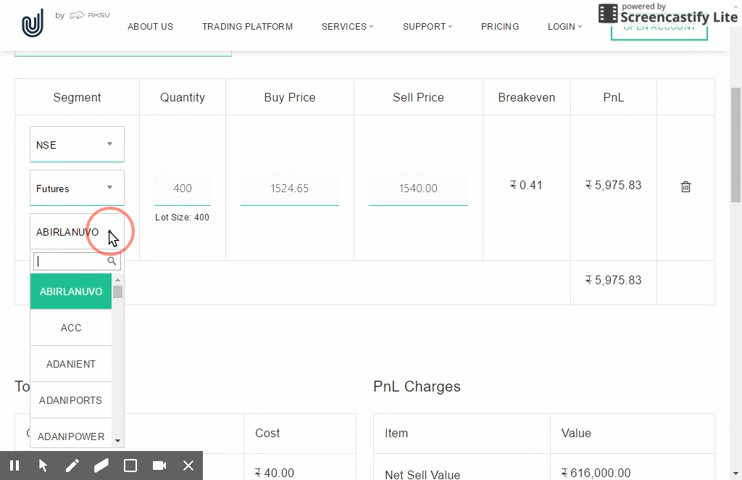 powered by
Screencastify Lite
by RKSV
ABOUT US TRADING PLATFORM SERVICES SUPPORT PRICING LOGIN OPEN ACCOUNT
Segment Quantity Buy Price Sell Price Breakeven PnL
NSE
Futures 400 1524.65 1540.00 ₹ 0.41 ₹ 5,975.83
Lot Size: 400
ABIRLANUVO
ABIRLANUVO
₹ 5,975.83
ACC
ADANIENT
To
PnL Charges
ADANIPORTS
ADANIPOWER
Cost
Item Value
₹ 40.00
Net Sell Value ₹ 616,000.00